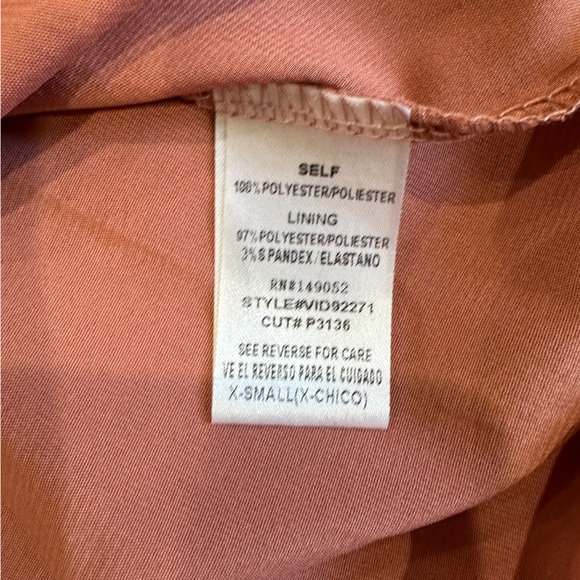 SELF
100%POLYESTER/POLIESTER
LINING
97%POLYESTER/POLIESTER
3%SPANDEX/ELASTANO
RN#149052
STYLE#VID92271
CUT# P3136
SEE REVERSE FOR CARE
VE EL REVERSO PARA EL CUIDADO
X-SMALL(X-CHICO)